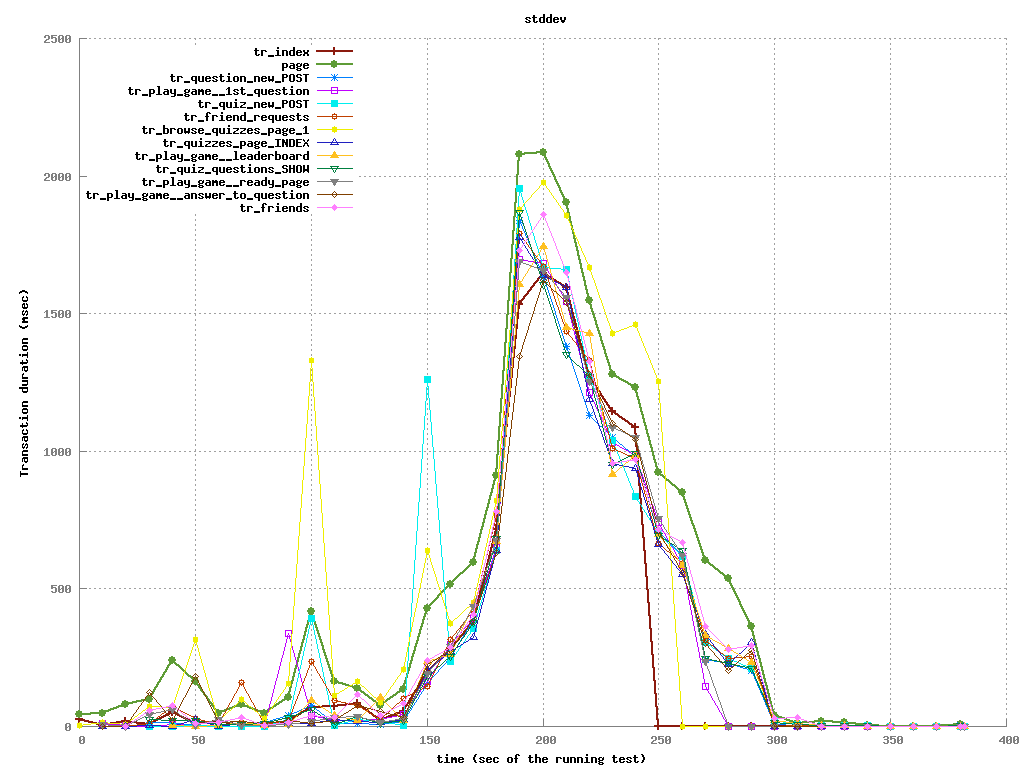 stddev
2500
2000
1500
1000
500
0
Transaction duration (msec)
tr_index
page
tr_question_new_POST
tr_play_game__1st_question
tr_quiz_new_POST
tr_friend_requests
tr_browse_quizzes_page_1
tr_quizzes_page_INDEX
tr_play_game__leaderboard
tr_quiz_questions_SHOW
tr_play_game__ready_page
tr_play_game__answer_to_question
tr_friends
0 50 100 150 200 250 300 350 400
time (sec of the running test)